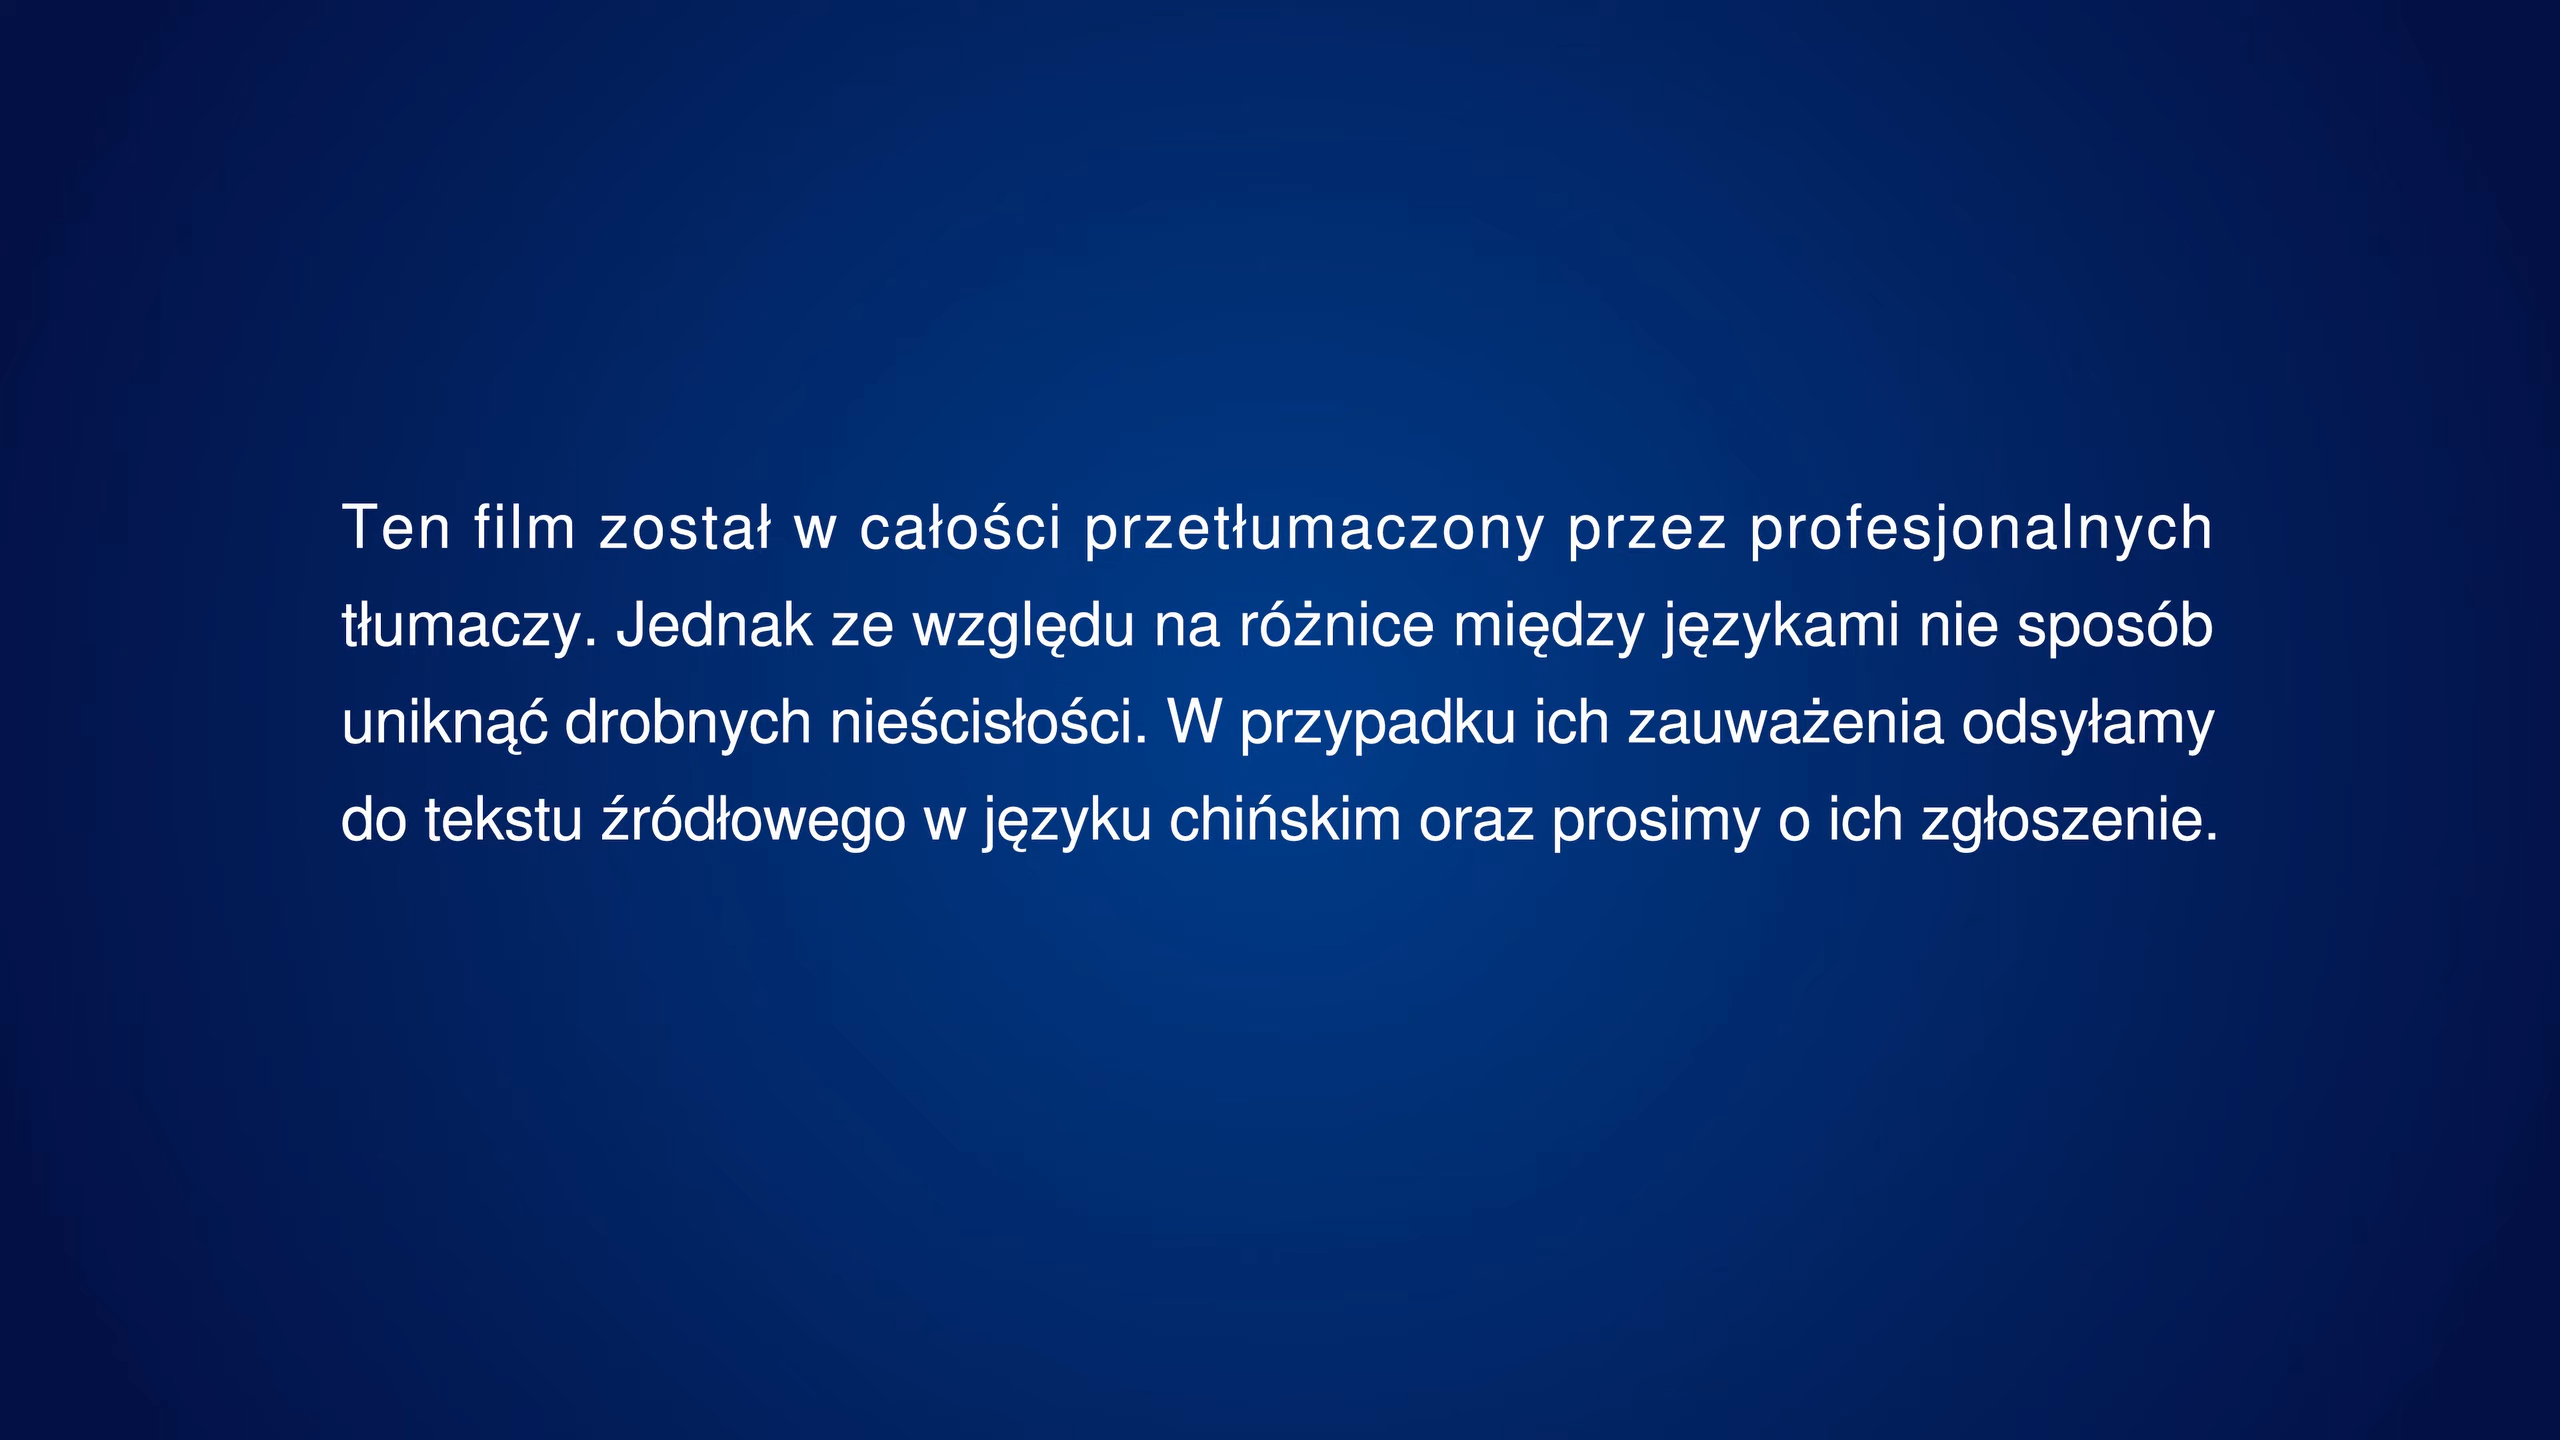 Ten film został w całości przetłumaczony przez profesjonalnych
tłumaczy. Jednak ze względu na różnice między językami nie sposób
uniknąć drobnych nieścisłości. W przypadku ich zauważenia odsyłamy
do tekstu źródłowego w języku chińskim oraz prosimy o ich zgłoszenie.